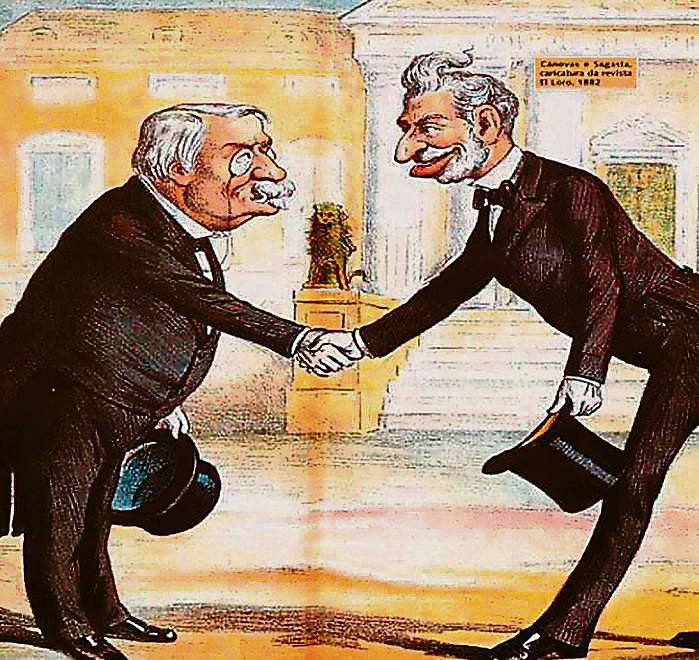 Cánovas e Sagasta,
caricatura da revista
El Loro, 1882